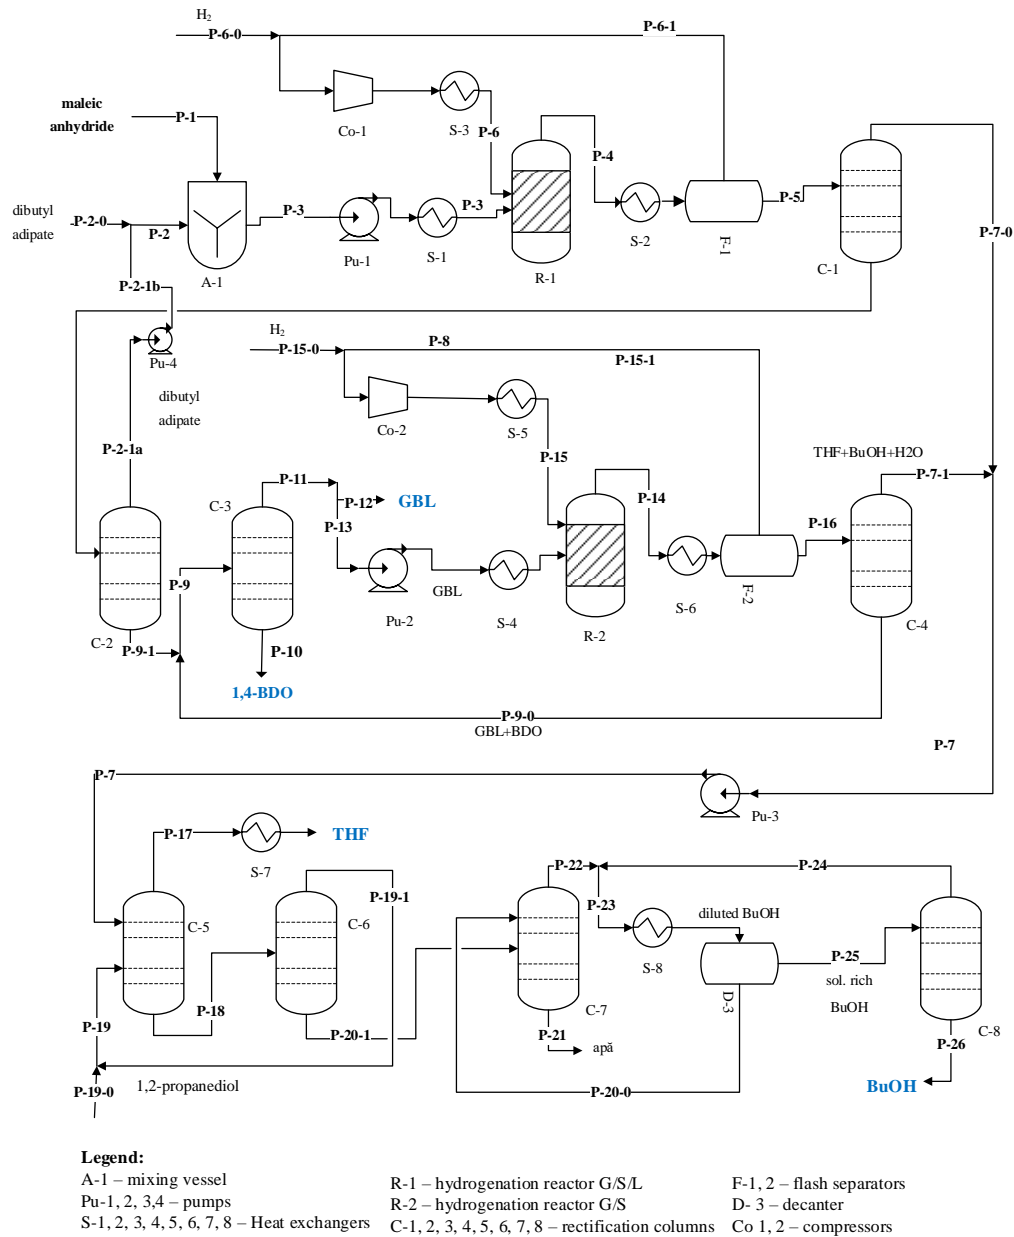 H2
P-6-0
P-6-1
maleic
anhydride
P-1
Co-1
S-3
P-6
P-4
dibutyl
adipate
P-2-0
P-2
P-3
P-3
P-5
P-7-0
A-1
Pu-1
S-1
R-1
S-2
F-1
C-1
P-2-1b
H2
P-15-0
P-8
P-15-1
Pu-4
dibutyl
adipate
Co-2
S-5
P-2-1a
P-15
THF+BuOH+H2O
P-11
P-7-1
C-3
P-12
GBL
P-14
P-13
P-16
P-9
GBL
Pu-2
S-4
R-2
S-6
F-2
C-4
C-2
P-9-1
P-10
1,4-BDO
P-9-0
GBL+BDO
P-7
P-7
Pu-3
P-17
THF
S-7
P-22
P-24
P-19-1
P-23
diluted BuOH
C-5
C-6
P-25
S-8
sol. rich
BuOH
D-3
P-18
C-7
C-8
P-19
P-20-1
P-21
apă
P-26
1,2-propanediol
BuOH
P-19-0
P-20-0
Legend:
A-1 – mixing vessel
Pu-1, 2, 3,4 – pumps
S-1, 2, 3, 4, 5, 6, 7, 8 – Heat exchangers
R-1 – hydrogenation reactor G/S/L
R-2 – hydrogenation reactor G/S
C-1, 2, 3, 4, 5, 6, 7, 8 – rectification columns
F-1, 2 – flash separators
D- 3 – decanter
Co 1, 2 – compressors